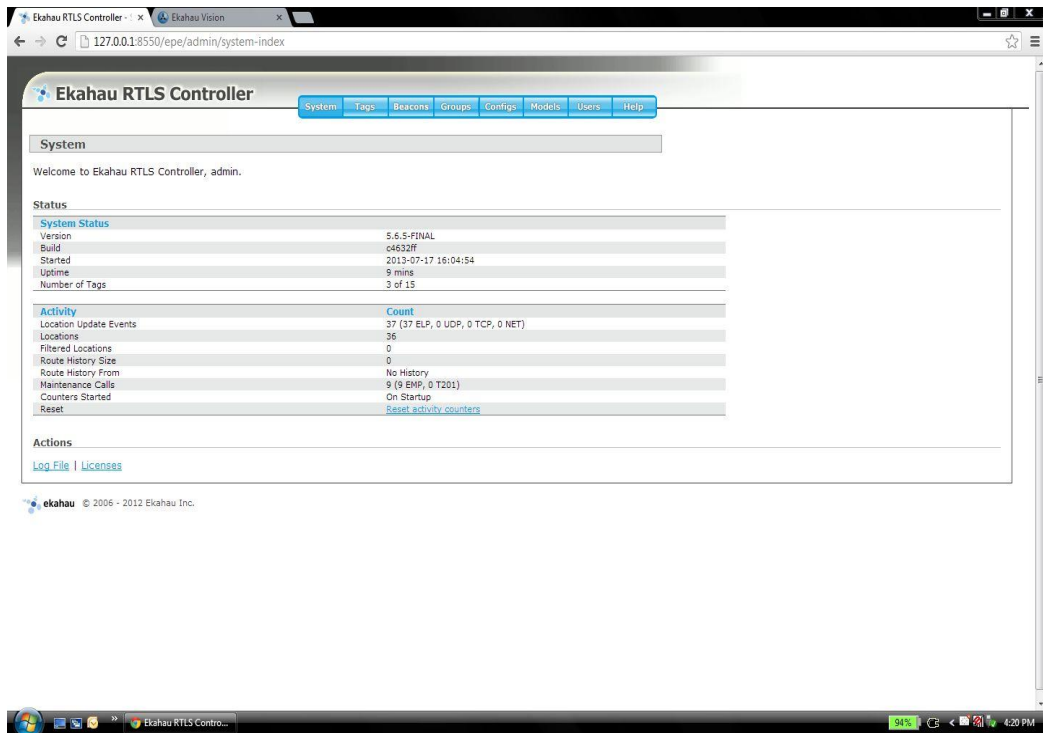 Ekahau RTLS Controller - S
Ekahau Vision
127.0.0.1:8550/epe/admin/system-index
Ekahau RTLS Controller
System Tags Beacons Groups Configs Models Users Help
System
Welcome to Ekahau RTLS Controller, admin.
Status
System Status
Version 5.6.5-FINAL
Build c4632ff
Started 2013-07-17 16:04:54
Uptime 9 mins
Number of Tags 3 of 15
Activity Count
Location Update Events 37 (37 ELP, 0 UDP, 0 TCP, 0 NET)
Locations 36
Filtered Locations 0
Route History Size 0
Route History From No History
Maintenance Calls 9 (9 EMP, 0 T201)
Counters Started On Startup
Reset Reset activity counters
Actions
Log File | Licenses
ekahau © 2006 - 2012 Ekahau Inc.
Ekahau RTLS Contro... 94% 4:20 PM